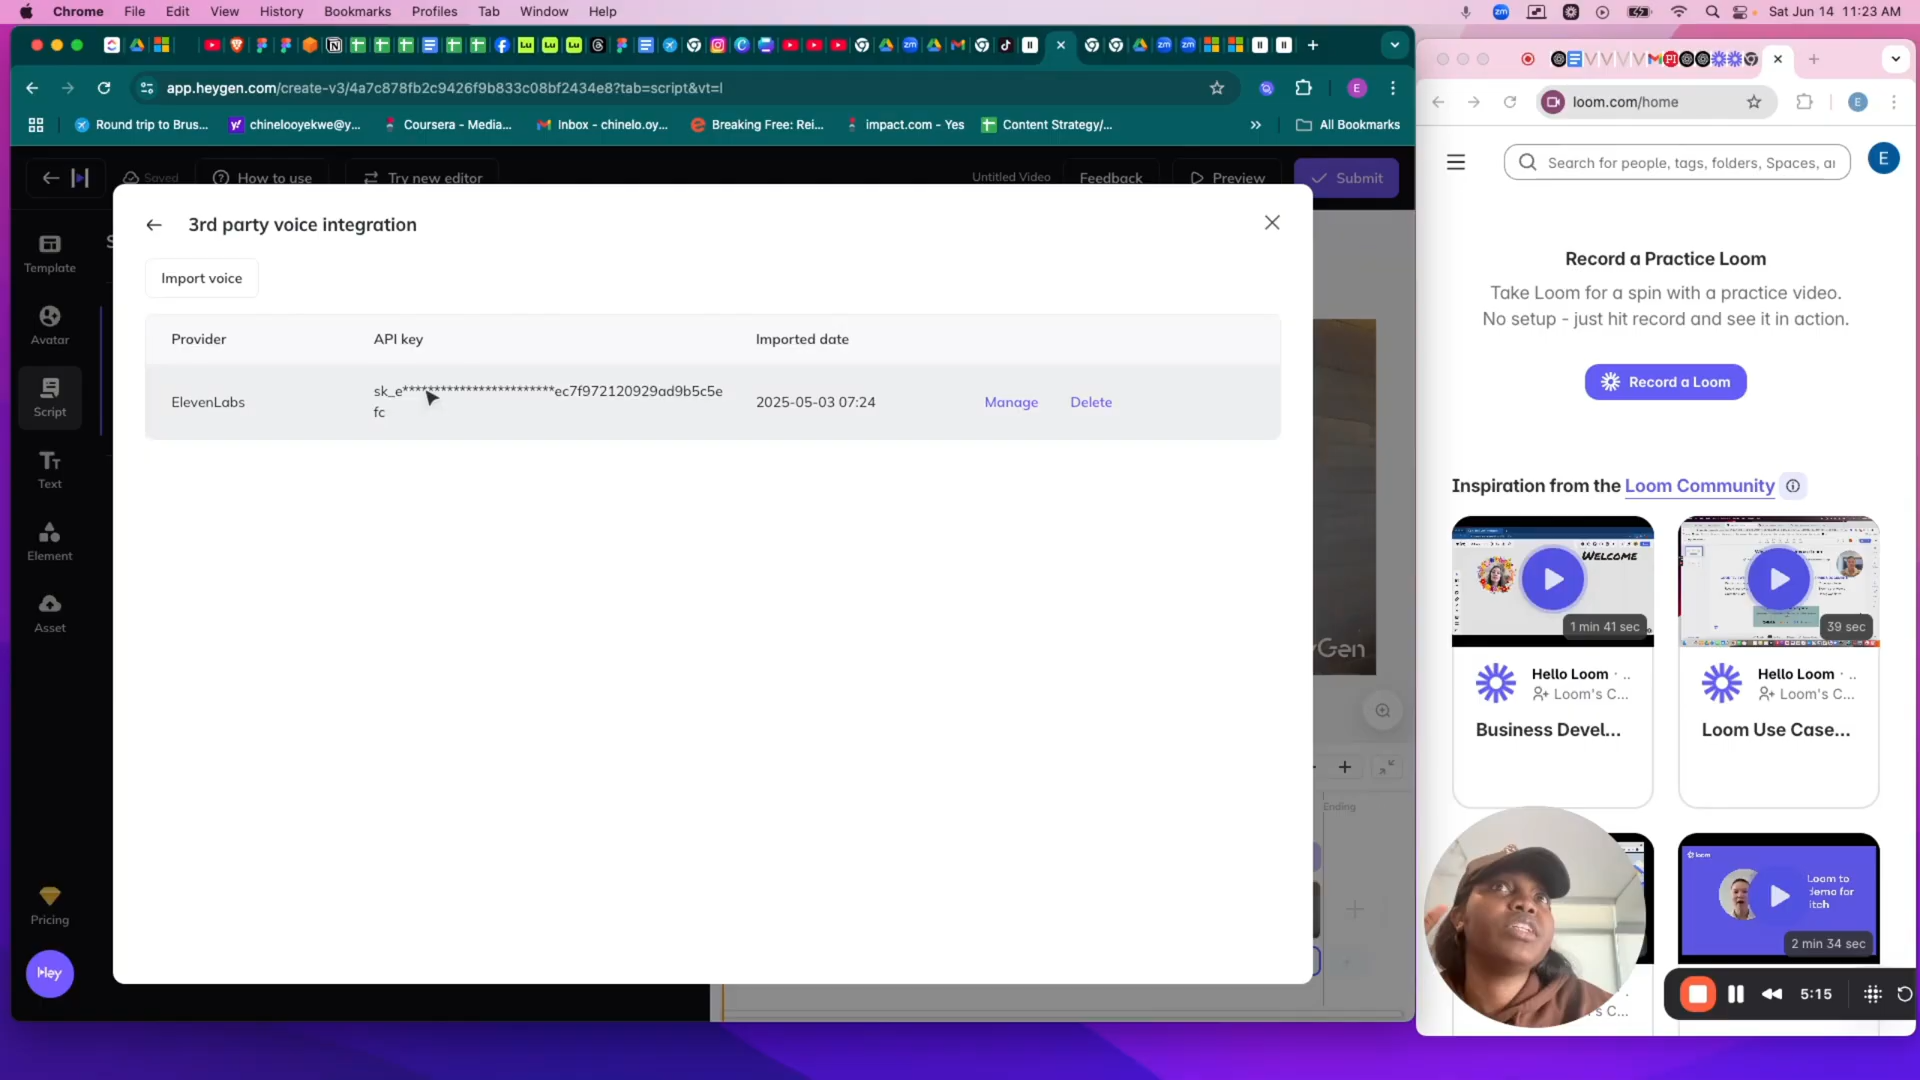 Chrome File Edit View History Bookmarks Profiles Tab Window Help
Sat Jun 14 11:23 AM
app.heygen.com/create-v3/4a7c878fb2c9426f9b833c08bf2434e8?tab=script&vt=l
Round trip to Brus...
chinelooyekwe@y...
Coursera - Media...
Inbox - chinelo.oy...
Breaking Free: Rei...
impact.com - Yes
Content Strategy/...
All Bookmarks
Saved
How to use
Try new editor
Untitled Video
Feedback
Preview
Submit
Template
Avatar
Script
Text
Element
Asset
Pricing
Hey
3rd party voice integration
Import voice
Provider API key Imported date
ElevenLabs
sk_e************************ec7f972120929ad9b5c5e
fc
2025-05-03 07:24
Manage Delete
Ending
loom.com/home
E
Search for people, tags, folders, Spaces, ar
E
Record a Practice Loom
Take Loom for a spin with a practice video.
No setup - just hit record and see it in action.
Record a Loom
Inspiration from the Loom Community
WELCOME
1 min 41 sec
39 sec
Hello Loom · ..
Loom's C...
Business Devel...
Hello Loom · ..
Loom's C...
Loom Use Case...
loom
Loom to
demo for
itch
2 min 34 sec
5:15